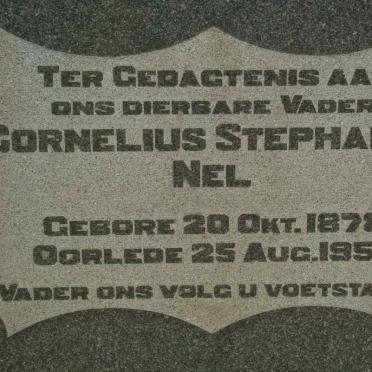 TER GEDAGTENIS AA
ONS DIERBARE VADER
CORNELIUS STEPHA
NEL
GEBORE 20 OKT. 1878
OORLEDE 25 AUG. 195
VADER ONS VOLG U VOETSTA